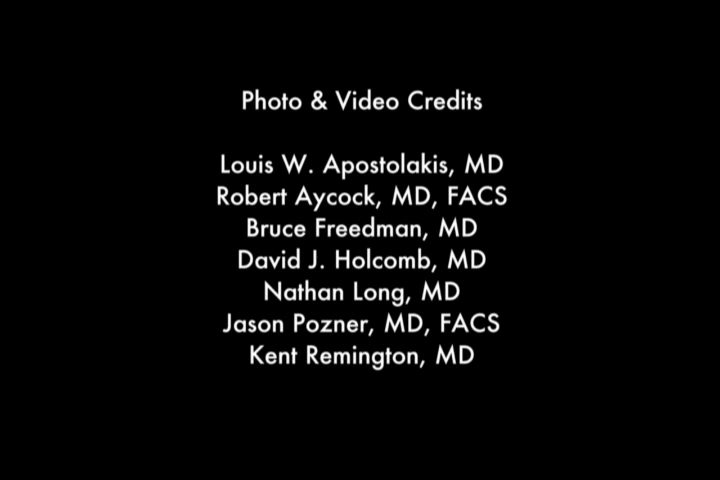 Photo & Video Credits
Louis W. Apostolakis, MD
Robert Aycock, MD, FACS
Bruce Freedman, MD
David J. Holcomb, MD
Nathan Long, MD
Jason Pozner, MD, FACS
Kent Remington, MD